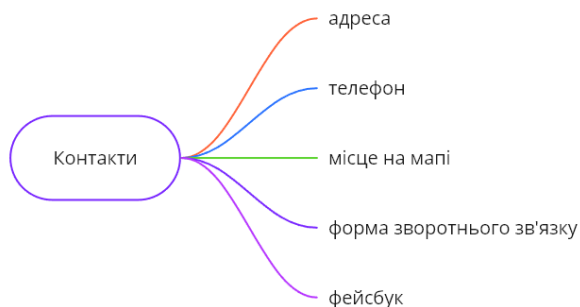 Контакти
адреса
телефон
місце на мапі
форма зворотнього зв'язку
фейсбук